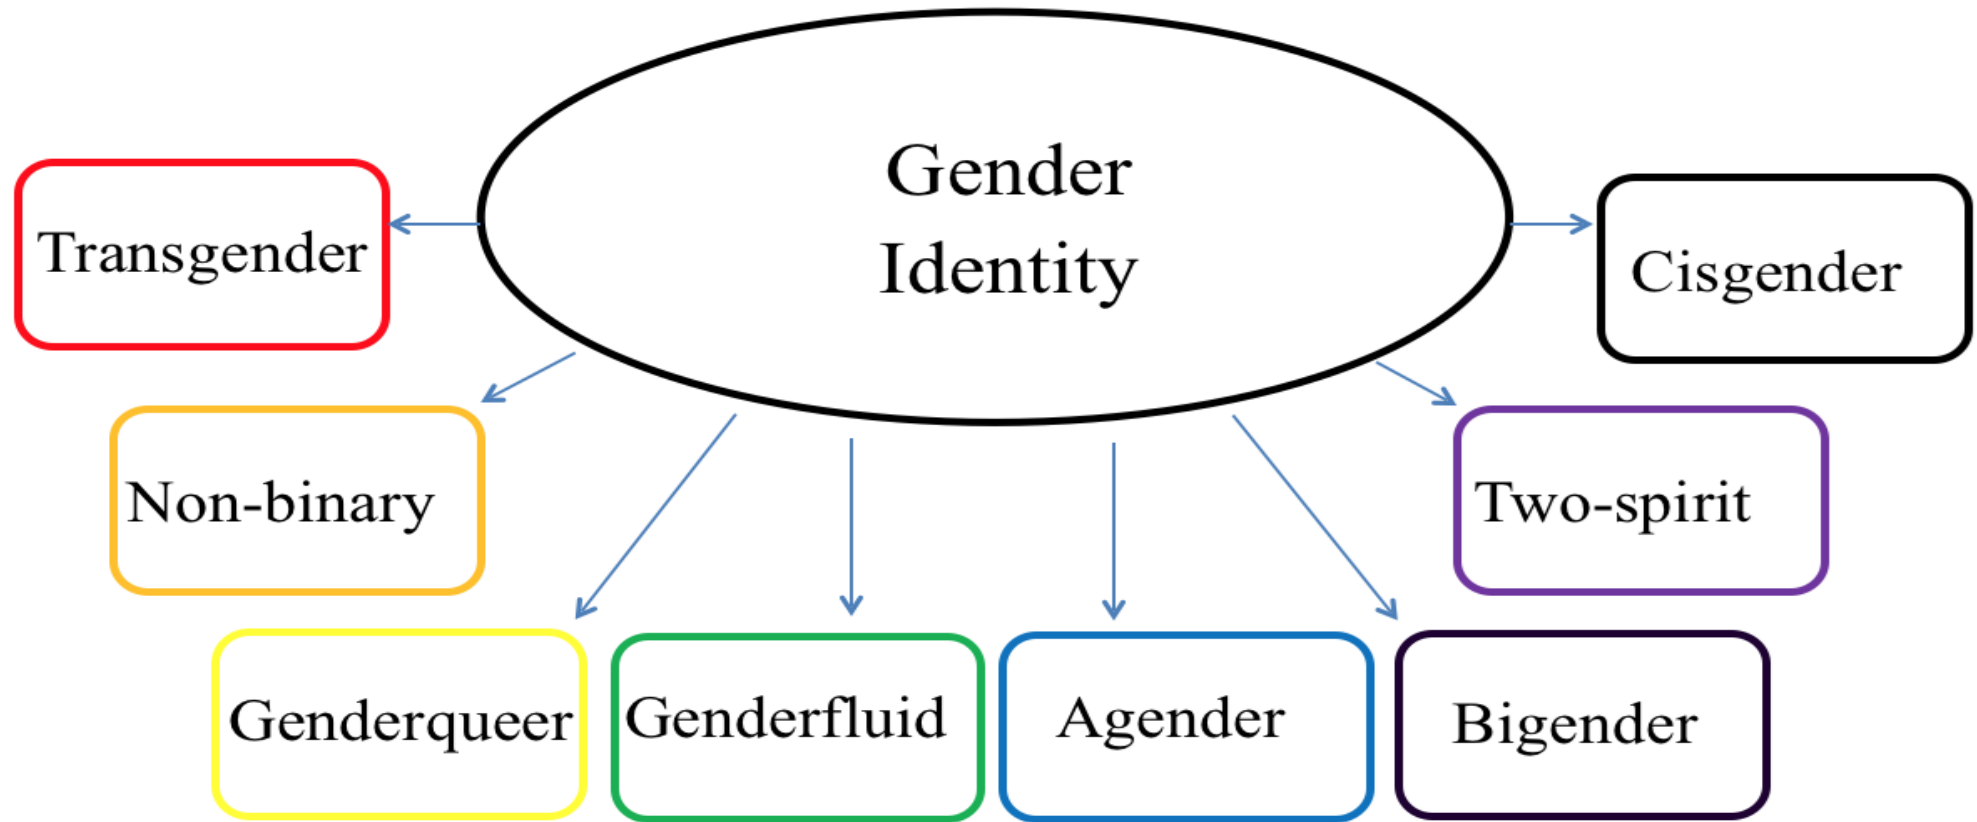 Gender
Identity
Transgender
Cisgender
Non-binary
Two-spirit
Genderqueer
Genderfluid
Agender
Bigender